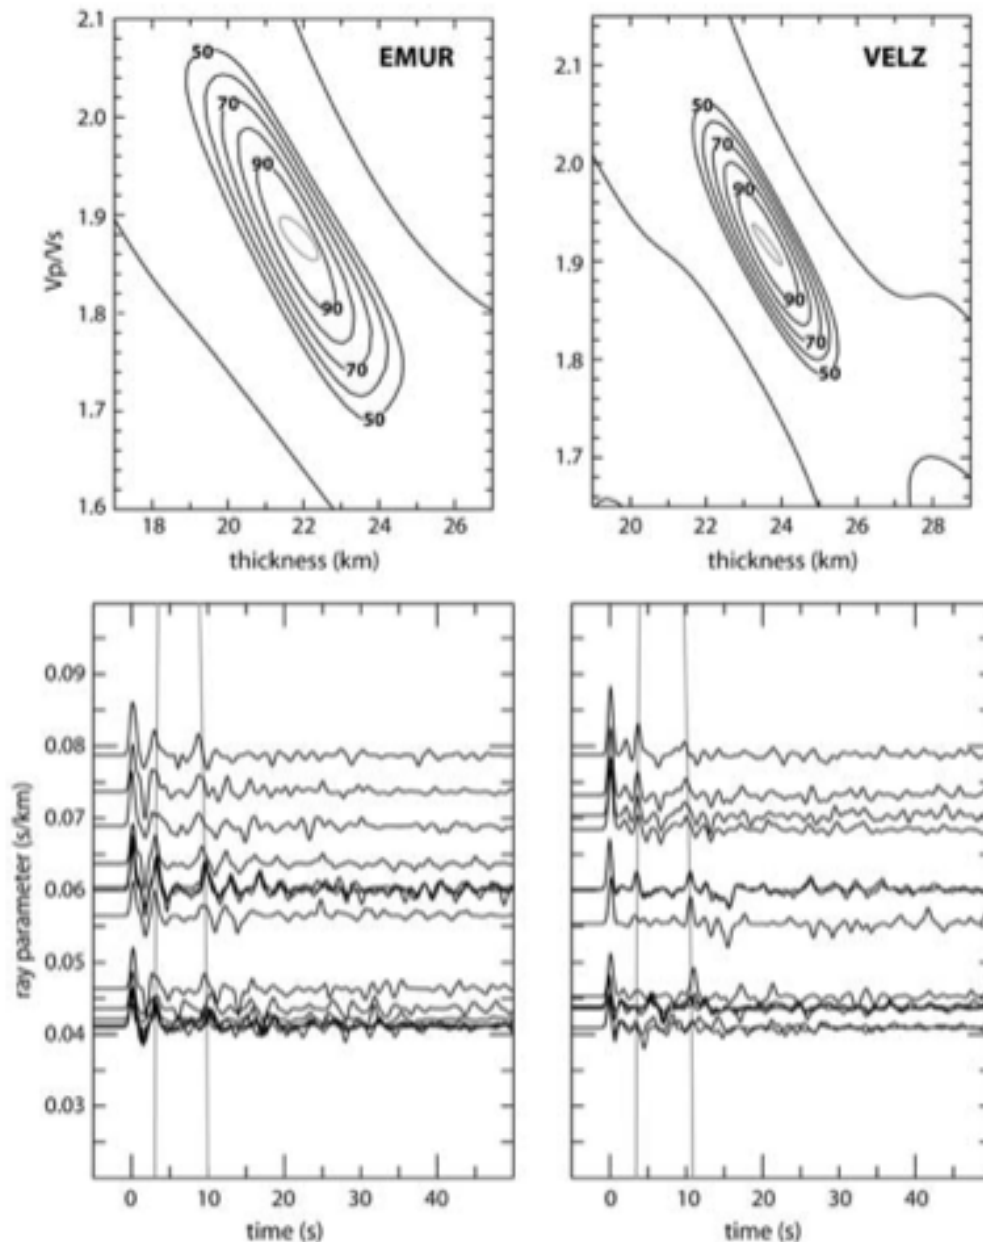 EMUR
Vp/Vs
2.1
2.0
1.9
1.8
1.7
1.6
50
70
90
90
70
50
18 20 22 24 26
thickness (km)
VELZ
2.1
2.0
1.9
1.8
1.7
50
70
90
90
70
50
20 22 24 26 28
thickness (km)
ray parameter (s/km)
0.09
0.08
0.07
0.06
0.05
0.04
0.03
0 10 20 30 40
time (s)
0 10 20 30 40
time (s)